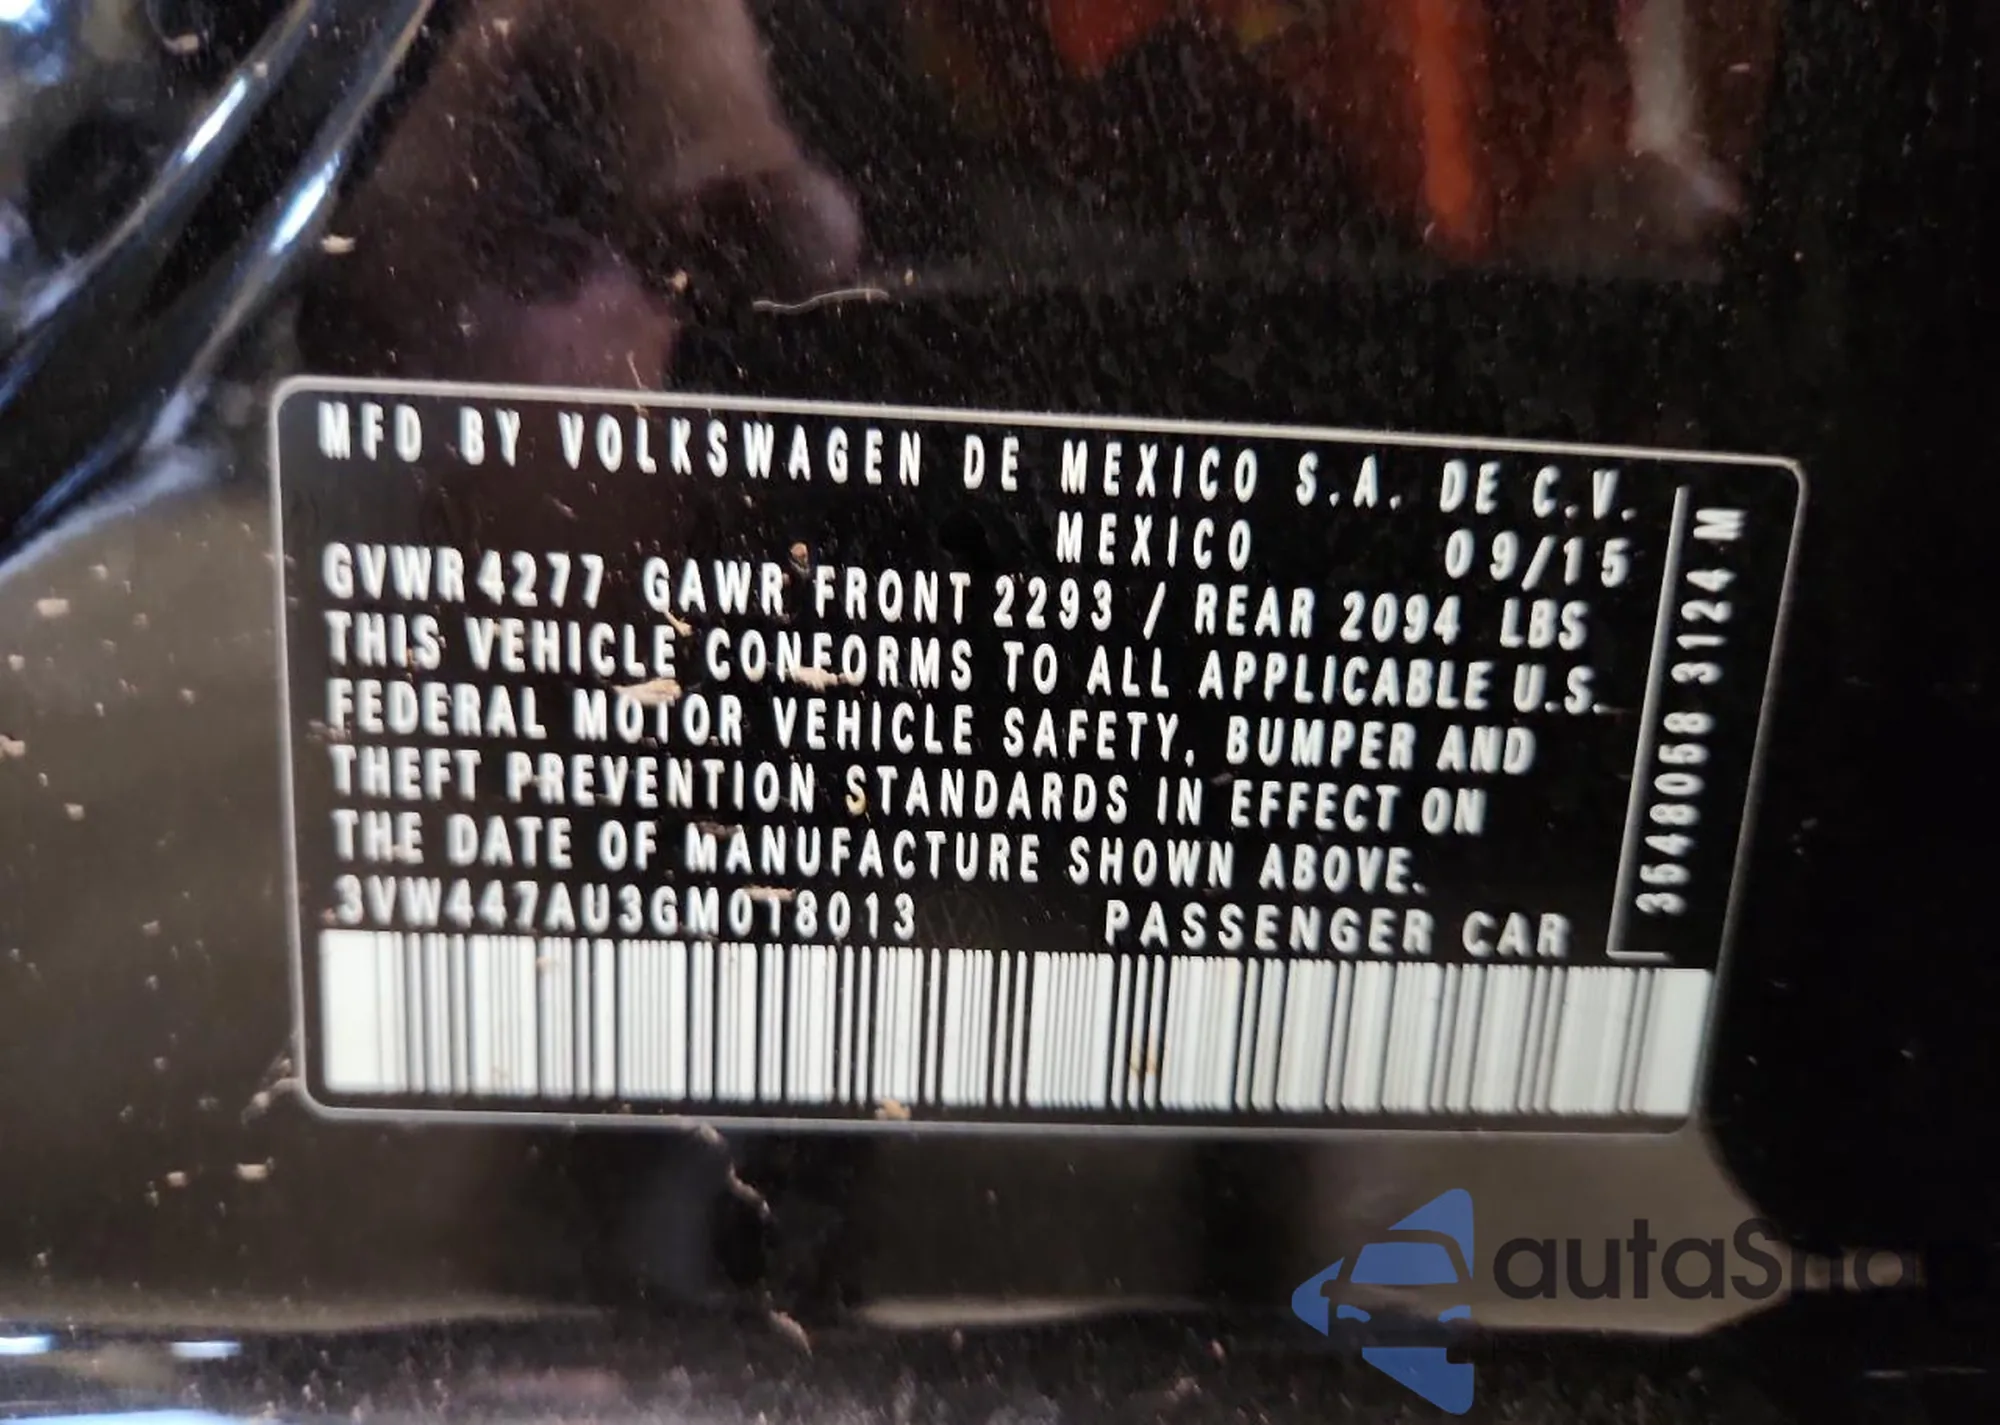 MFD BY VOLKSWAGEN DE MEXICO S.A. DE C.V.
MEXICO 09/15
GVWR 4277 GAWR FRONT 2293 / REAR 2094 LBS
THIS VEHICLE CONFORMS TO ALL APPLICABLE U.S.
FEDERAL MOTOR VEHICLE SAFETY, BUMPER AND
THEFT PREVENTION STANDARDS IN EFFECT ON
THE DATE OF MANUFACTURE SHOWN ABOVE.
3VW447AU3GM018013 PASSENGER CAR
3548058 3124 M
autaShap